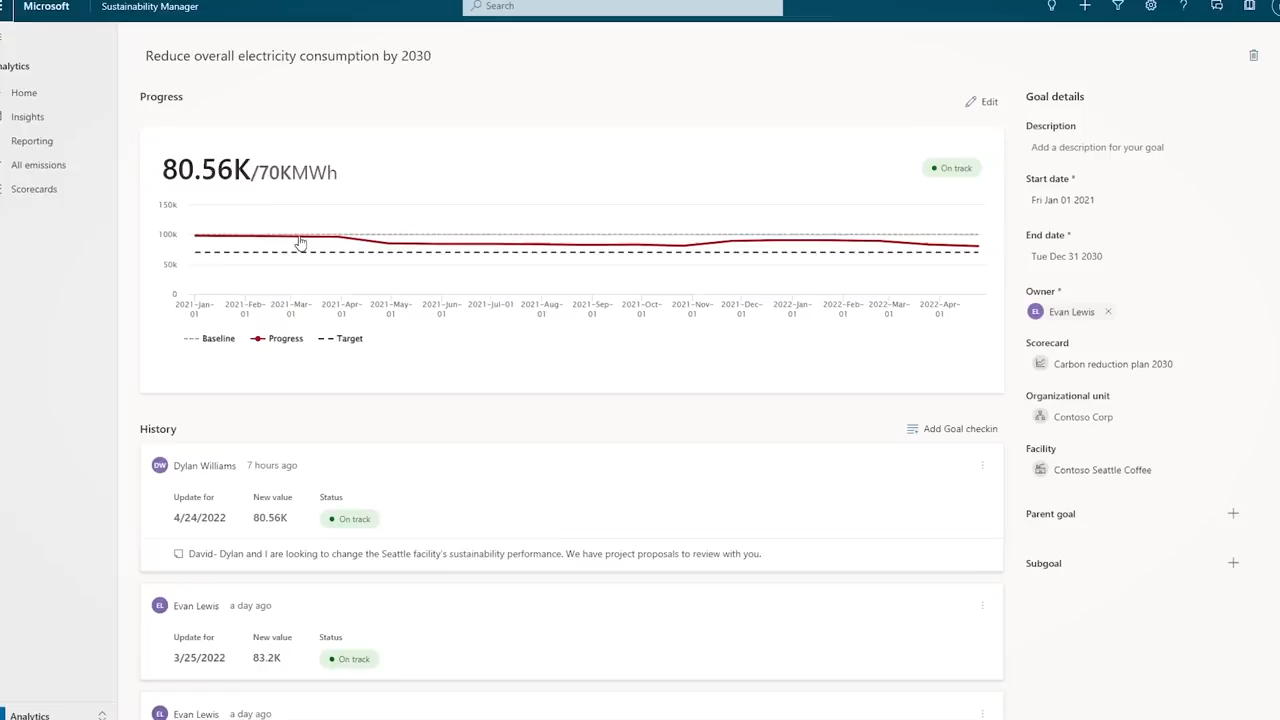 Microsoft
Sustainability Manager
Search
?
nalytics
Home
Insights
Reporting
All emissions
Scorecards
Analytics
Reduce overall electricity consumption by 2030
Progress
Edit
80.56K/70KMWh
On track
150k
100k
50k
0
2021-Jan-01
2021-Feb-01
2021-Mar-01
2021-Apr-01
2021-May-01
2021-Jun-01
2021-Jul-01
2021-Aug-01
2021-Sep-01
2021-Oct-01
2021-Nov-01
2021-Dec-01
2022-Jan-01
2022-Feb-01
2022-Mar-01
2022-Apr-01
Baseline
Progress
Target
History
Add Goal checkin
DW Dylan Williams 7 hours ago
Update for New value Status
4/24/2022 80.56K On track
David- Dylan and I are looking to change the Seattle facility's sustainability performance. We have project proposals to review with you.
EL Evan Lewis a day ago
Update for New value Status
3/25/2022 83.2K On track
EL Evan Lewis a day ago
Goal details
Description
Add a description for your goal
Start date *
Fri Jan 01 2021
End date *
Tue Dec 31 2030
Owner *
EL Evan Lewis
Scorecard
Carbon reduction plan 2030
Organizational unit
Contoso Corp
Facility
Contoso Seattle Coffee
Parent goal
Subgoal